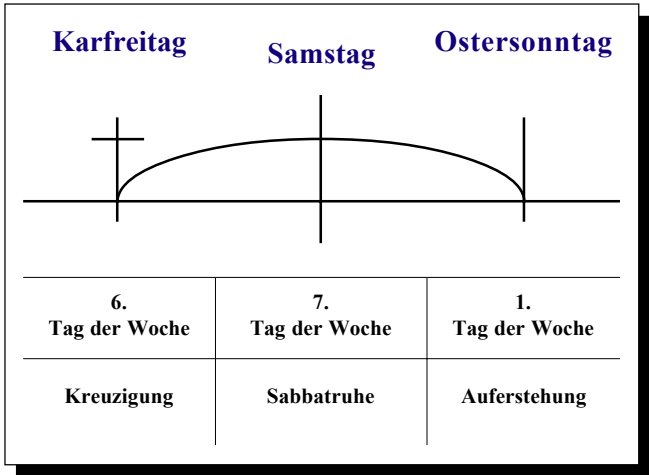 Karfreitag
Samstag
Ostersonntag
6.
Tag der Woche
7.
Tag der Woche
1.
Tag der Woche
Kreuzigung
Sabbatruhe
Auferstehung